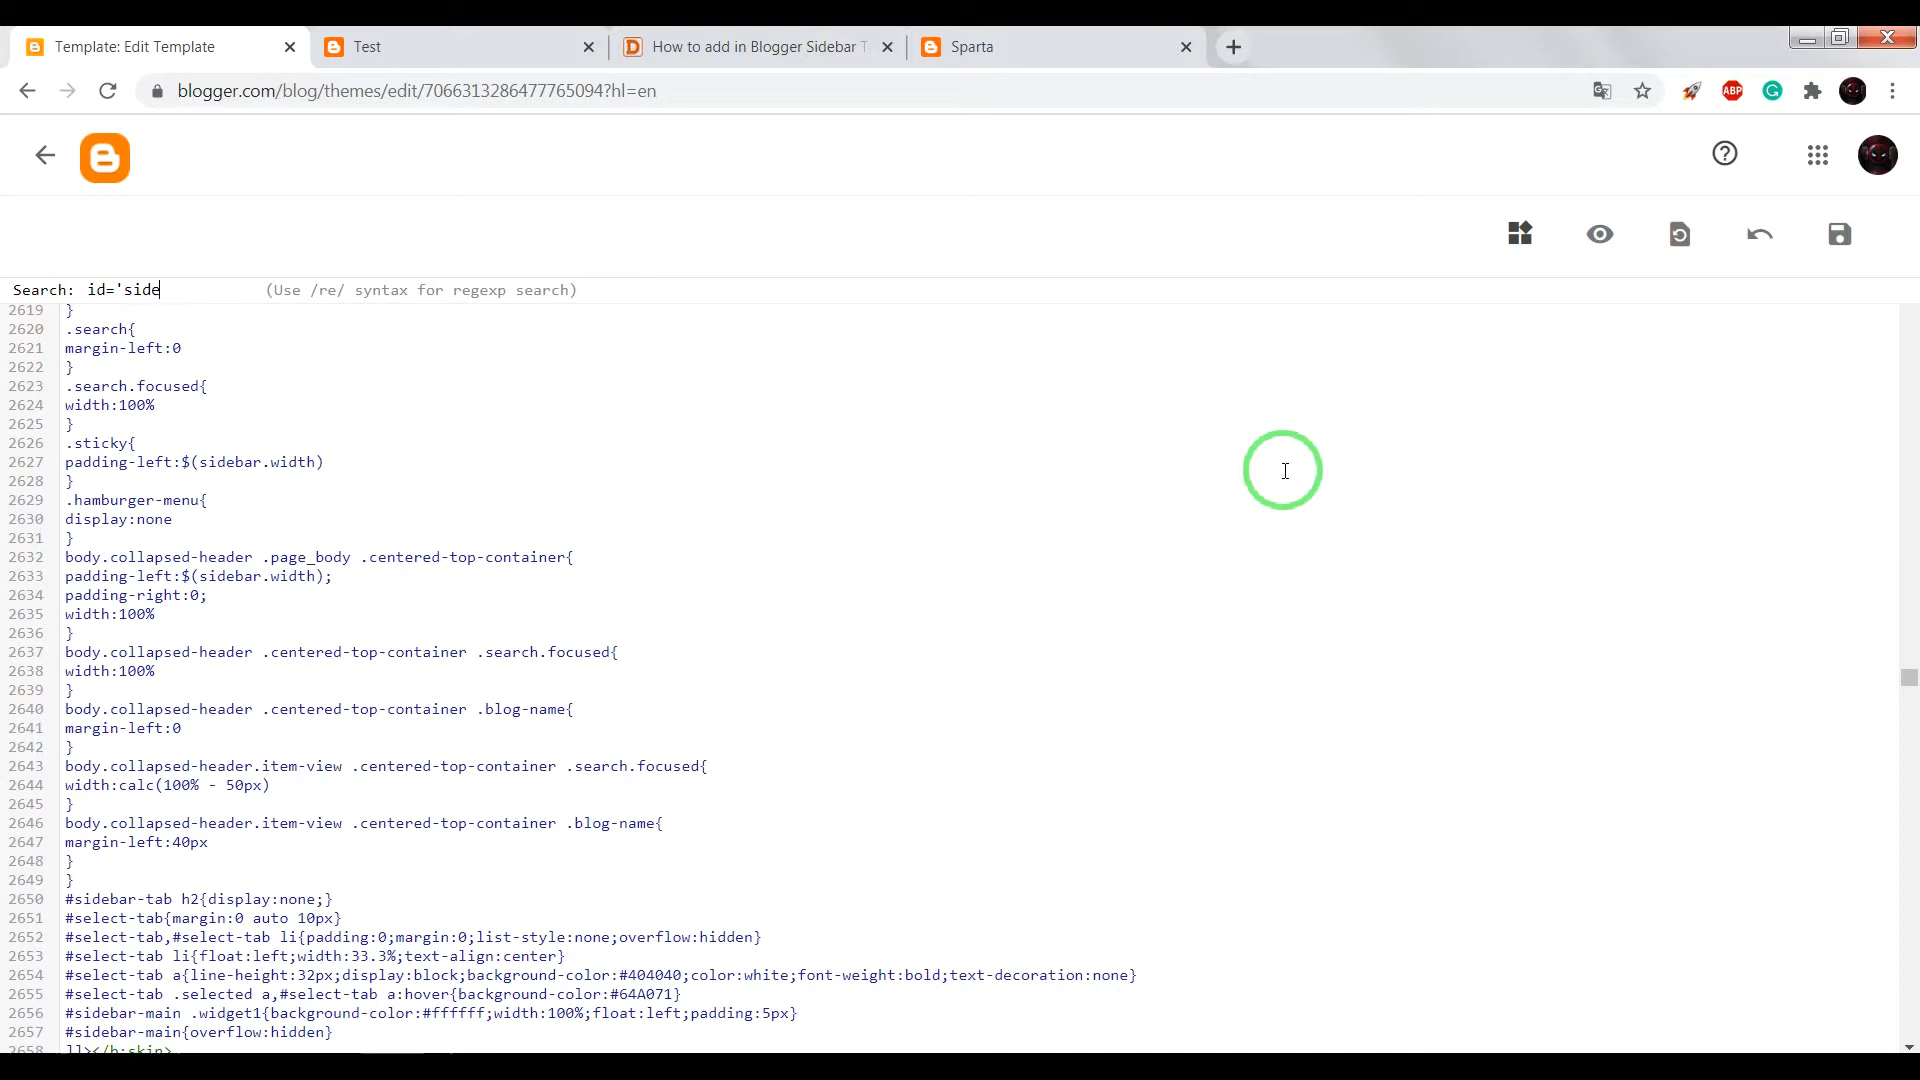 Template: Edit Template
Test
How to add in Blogger Sidebar T
Sparta
blogger.com/blog/themes/edit/7066313286477765094?hl=en
ABP
Search: id='side (Use /re/ syntax for regexp search)
2619 }
2620 .search{
2621 margin-left:0
2622 }
2623 .search.focused{
2624 width:100%
2625 }
2626 .sticky{
2627 padding-left:$(sidebar.width)
2628 }
2629 .hamburger-menu{
2630 display:none
2631 }
2632 body.collapsed-header .page_body .centered-top-container{
2633 padding-left:$(sidebar.width);
2634 padding-right:0;
2635 width:100%
2636 }
2637 body.collapsed-header .centered-top-container .search.focused{
2638 width:100%
2639 }
2640 body.collapsed-header .centered-top-container .blog-name{
2641 margin-left:0
2642 }
2643 body.collapsed-header.item-view .centered-top-container .search.focused{
2644 width:calc(100% - 50px)
2645 }
2646 body.collapsed-header.item-view .centered-top-container .blog-name{
2647 margin-left:40px
2648 }
2649 }
2650 #sidebar-tab h2{display:none;}
2651 #select-tab{margin:0 auto 10px}
2652 #select-tab,#select-tab li{padding:0;margin:0;list-style:none;overflow:hidden}
2653 #select-tab li{float:left;width:33.3%;text-align:center}
2654 #select-tab a{line-height:32px;display:block;background-color:#404040;color:white;font-weight:bold;text-decoration:none}
2655 #select-tab .selected a,#select-tab a:hover{background-color:#64A071}
2656 #sidebar-main .widget1{background-color:#ffffff;width:100%;float:left;padding:5px}
2657 #sidebar-main{overflow:hidden}
2658 ]]></b:skin>